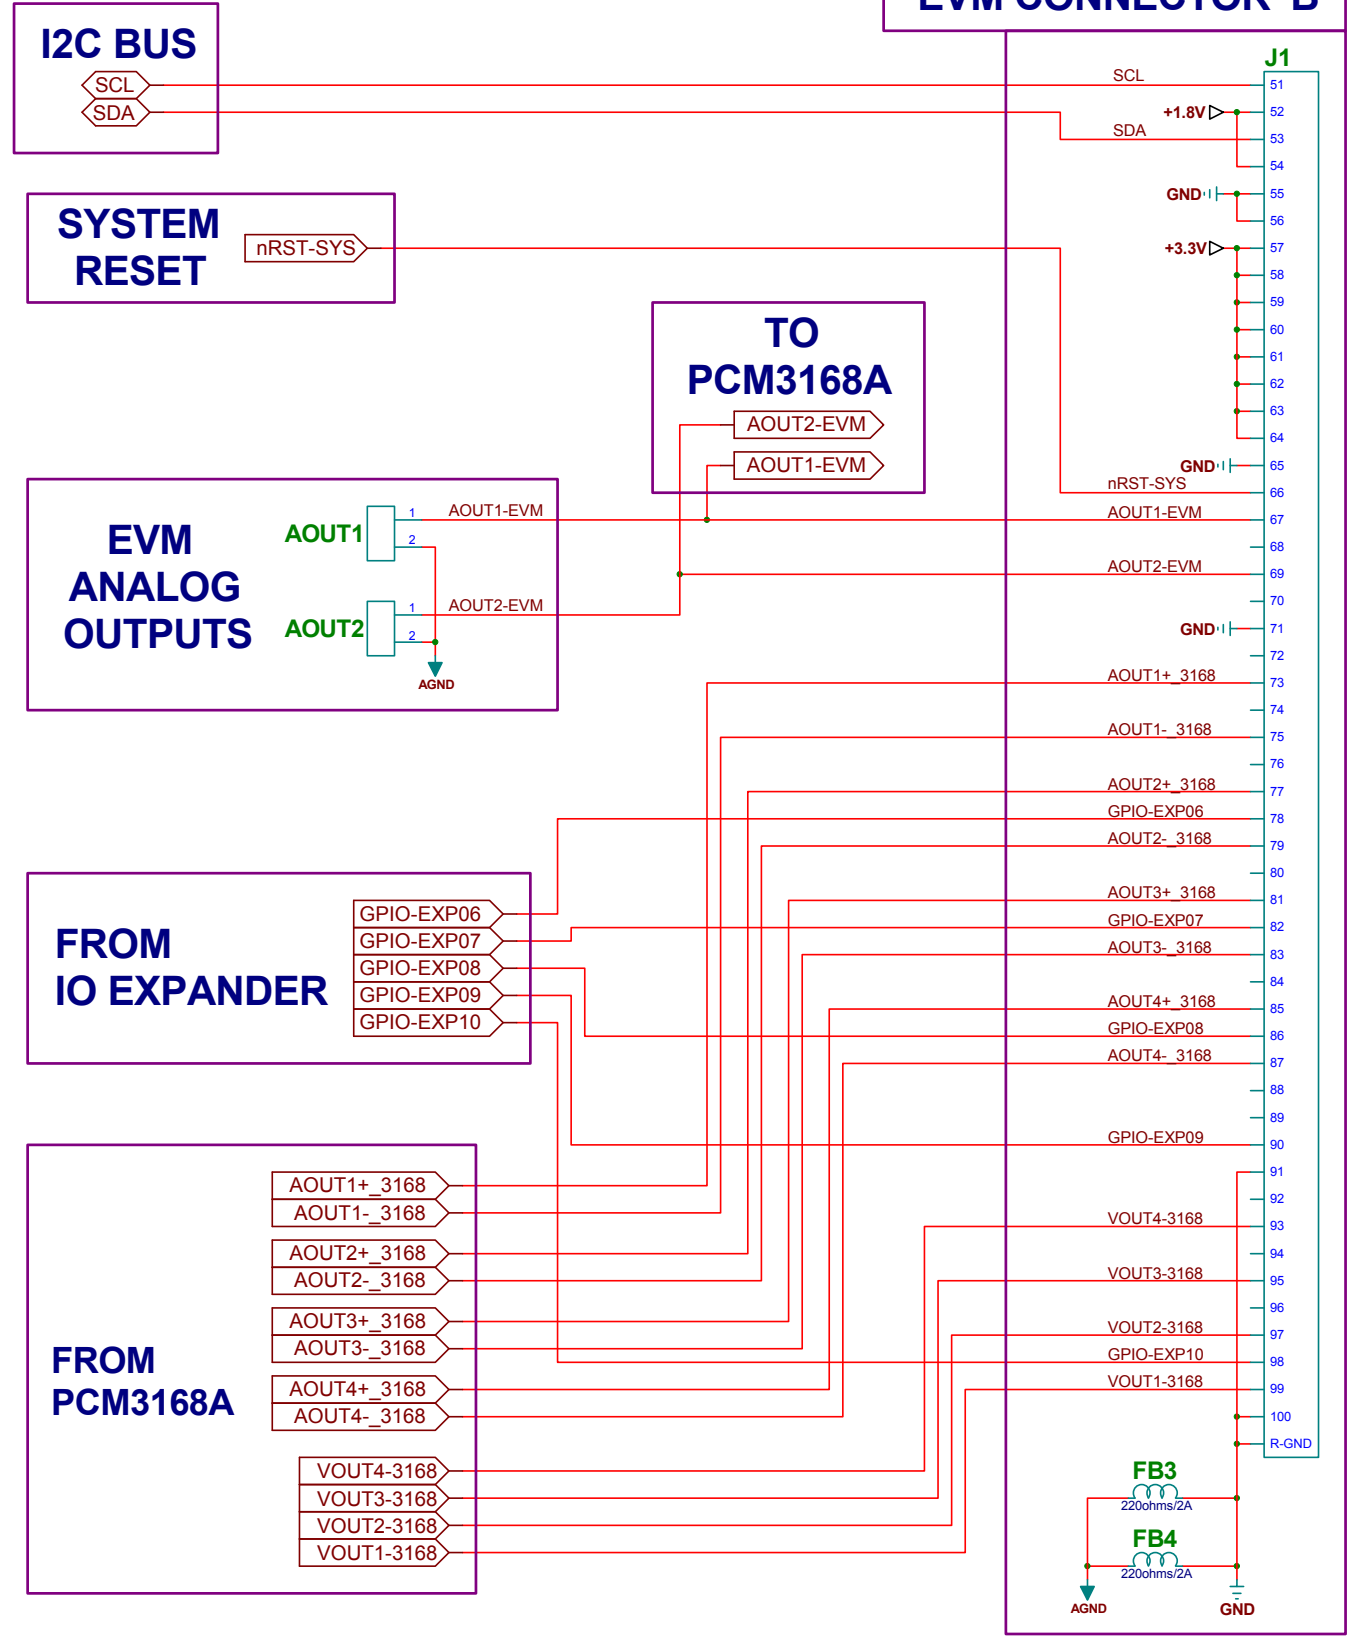 EVM CONNECTOR B
I2C BUS
SCL
SDA
SYSTEM
RESET
nRST-SYS
TO
PCM3168A
AOUT2-EVM
AOUT1-EVM
EVM
ANALOG
OUTPUTS
AOUT1
1
2
AOUT1-EVM
AOUT2
1
2
AOUT2-EVM
AGND
FROM
IO EXPANDER
GPIO-EXP06
GPIO-EXP07
GPIO-EXP08
GPIO-EXP09
GPIO-EXP10
FROM
PCM3168A
AOUT1+_3168
AOUT1-_3168
AOUT2+_3168
AOUT2-_3168
AOUT3+_3168
AOUT3-_3168
AOUT4+_3168
AOUT4-_3168
VOUT4-3168
VOUT3-3168
VOUT2-3168
VOUT1-3168
J1
SCL 51
+1.8V 52
SDA 53
54
GND 55
56
+3.3V 57
58
59
60
61
62
63
64
GND 65
nRST-SYS 66
AOUT1-EVM 67
68
AOUT2-EVM 69
70
GND 71
72
AOUT1+_3168 73
74
AOUT1-_3168 75
76
AOUT2+_3168 77
GPIO-EXP06 78
AOUT2-_3168 79
80
AOUT3+_3168 81
GPIO-EXP07 82
AOUT3-_3168 83
84
AOUT4+_3168 85
GPIO-EXP08 86
AOUT4-_3168 87
88
89
GPIO-EXP09 90
91
92
VOUT4-3168 93
94
VOUT3-3168 95
96
VOUT2-3168 97
GPIO-EXP10 98
VOUT1-3168 99
100
R-GND
FB3
220ohms/2A
FB4
220ohms/2A
AGND
GND